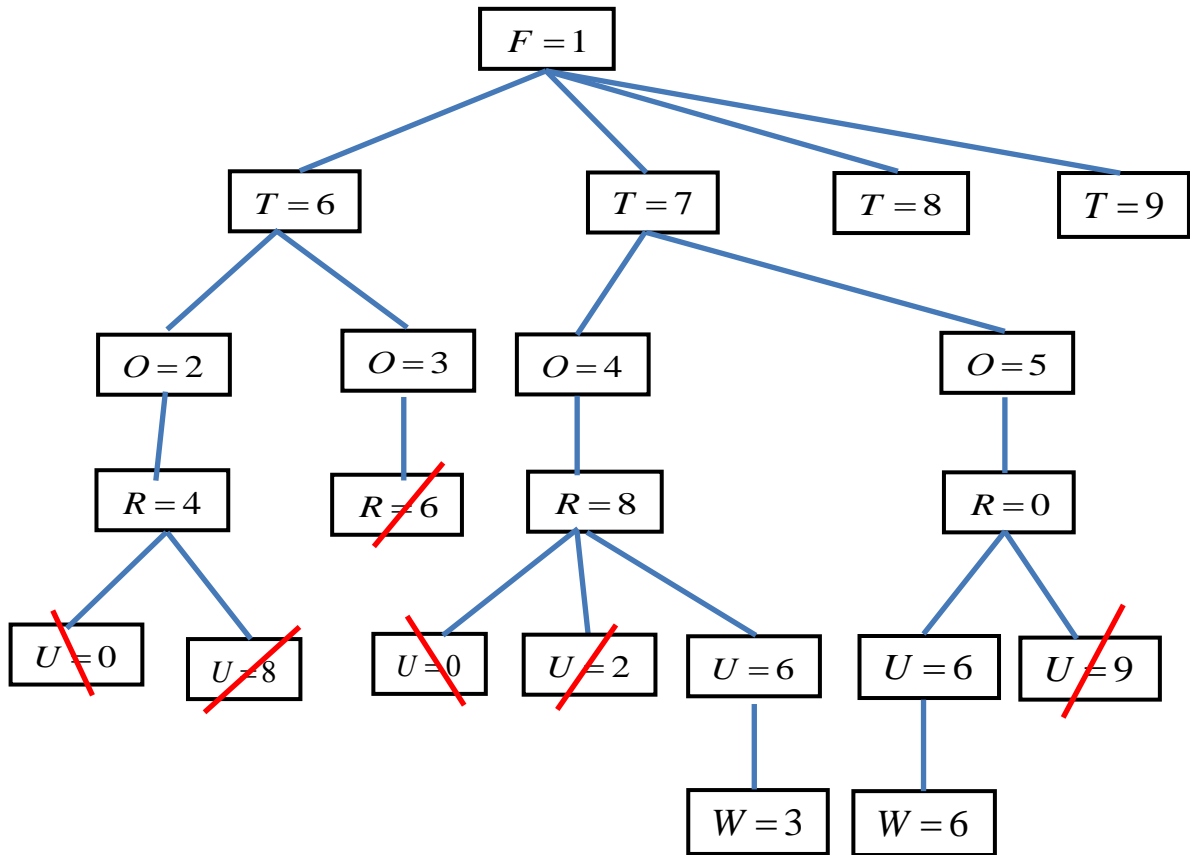 F = 1
T = 6
T = 7
T = 8
T = 9
O = 2
O = 3
O = 4
O = 5
R = 4
R = 6
R = 8
R = 0
U = 0
U = 8
U = 0
U = 2
U = 6
U = 6
U = 9
W = 3
W = 6